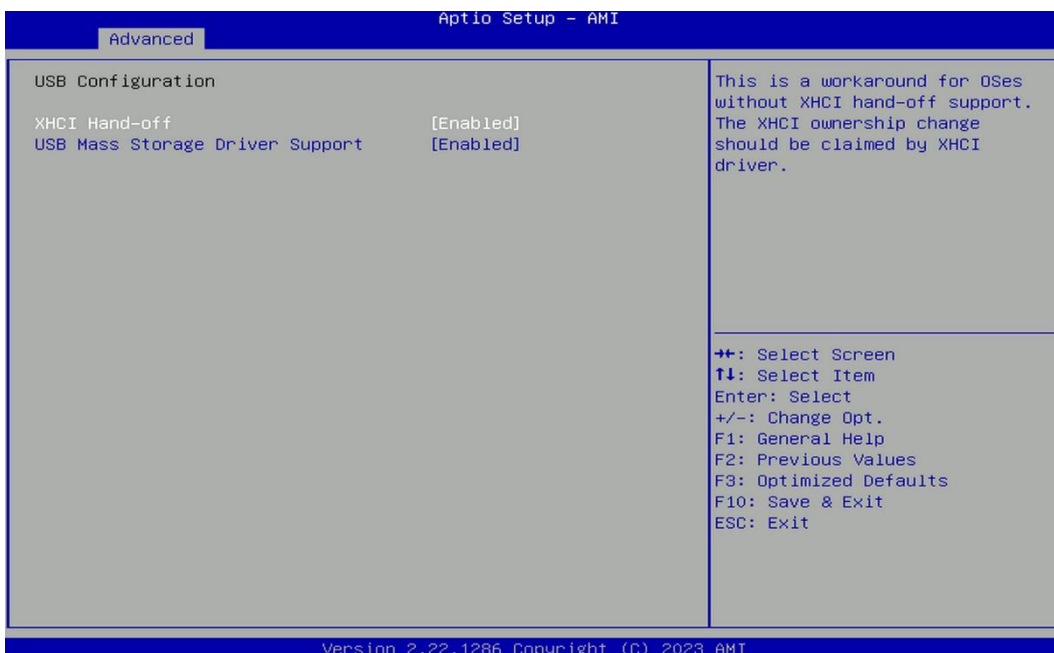 Aptio Setup – AMI
Advanced
USB Configuration
XHCI Hand-off [Enabled]
USB Mass Storage Driver Support [Enabled]
This is a workaround for OSes
without XHCI hand-off support.
The XHCI ownership change
should be claimed by XHCI
driver.
→←: Select Screen
↑↓: Select Item
Enter: Select
+/-: Change Opt.
F1: General Help
F2: Previous Values
F3: Optimized Defaults
F10: Save & Exit
ESC: Exit
Version 2.22.1286 Copyright (C) 2023 AMI